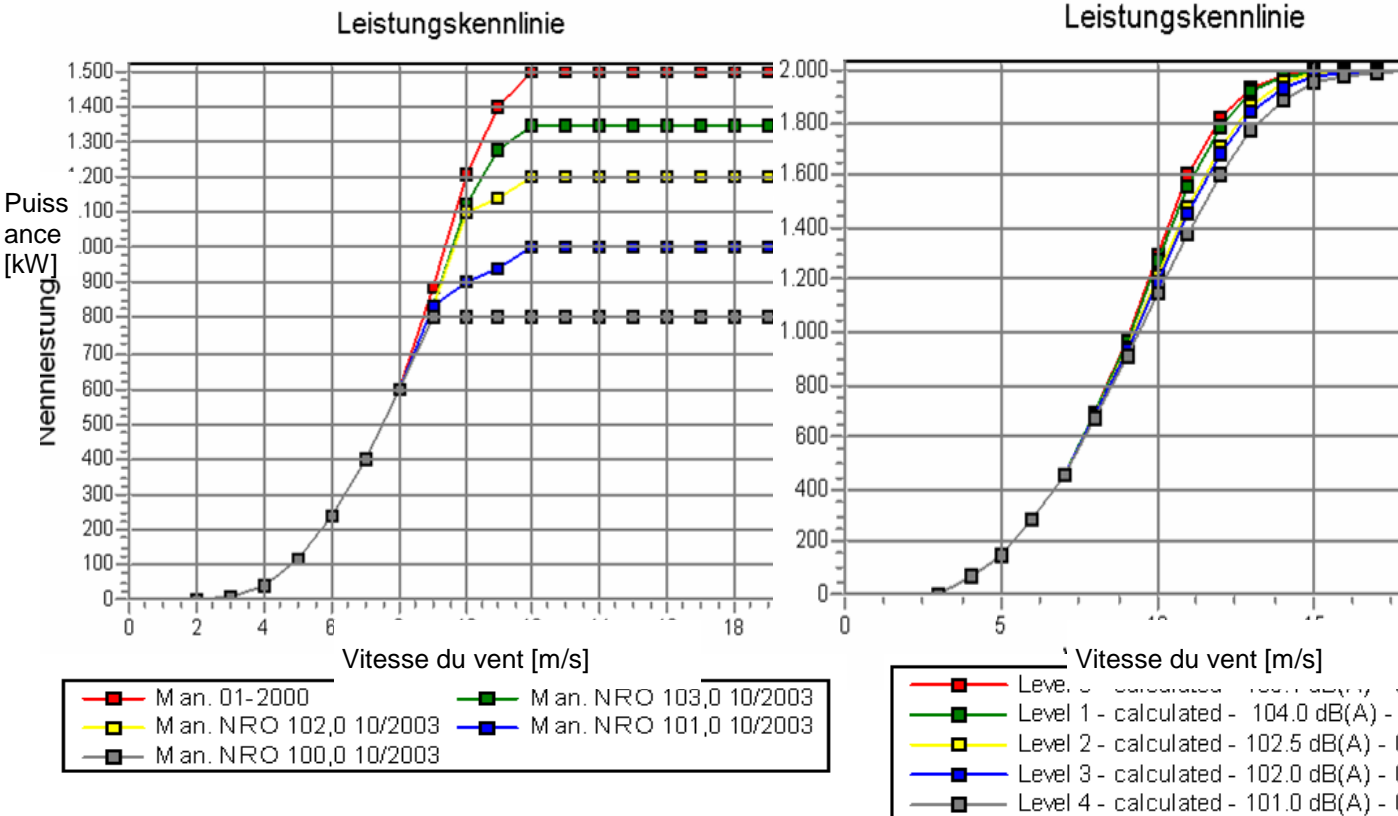 Leistungskennlinie
1.500
1.400
1.300
.200
.100
.000
900
800
700
600
500
400
300
200
100
0
Puiss
ance
[kW]
Nennleistung
0 2 4 6 18
Vitesse du vent [m/s]
Man. 01-2000
Man. NRO 103,0 10/2003
Man. NRO 102,0 10/2003
Man. NRO 101,0 10/2003
Man. NRO 100,0 10/2003
Leistungskennlinie
2.000
1.800
1.600
1.400
1.200
1.000
800
600
400
200
0
0 5
Vitesse du vent [m/s]
Level
Level 1 - calculated - 104.0 dB(A) -
Level 2 - calculated - 102.5 dB(A) -
Level 3 - calculated - 102.0 dB(A) -
Level 4 - calculated - 101.0 dB(A) -